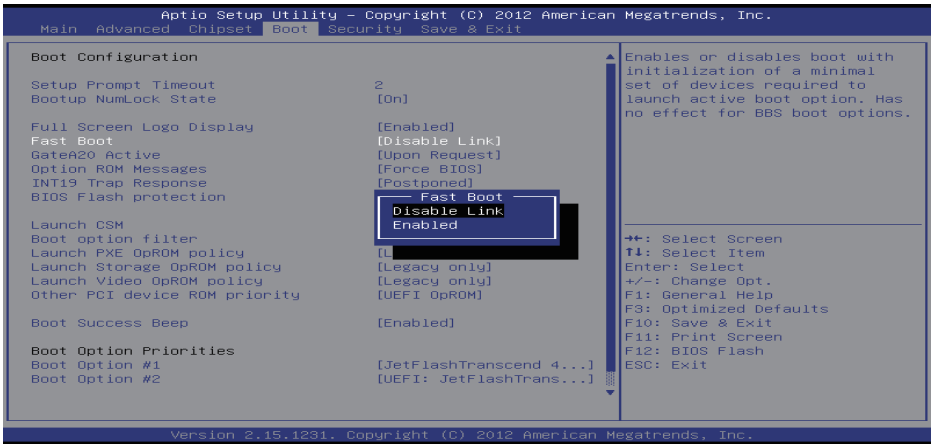 Aptio Setup Utility – Copyright (C) 2012 American Megatrends, Inc.
Main Advanced Chipset Boot Security Save & Exit
Boot Configuration
Setup Prompt Timeout 2
Bootup NumLock State [On]
Full Screen Logo Display [Enabled]
Fast Boot [Disable Link]
GateA20 Active [Upon Request]
Option ROM Messages [Force BIOS]
INT19 Trap Response [Postponed]
BIOS Flash protection
Fast Boot
Disable Link
Enabled
Launch CSM
Boot option filter
Launch PXE OpROM policy [L
Launch Storage OpROM policy [Legacy only]
Launch Video OpROM policy [Legacy only]
Other PCI device ROM priority [UEFI OpROM]
Boot Success Beep [Enabled]
Boot Option Priorities
Boot Option #1 [JetFlashTranscend 4...]
Boot Option #2 [UEFI: JetFlashTrans...]
Enables or disables boot with
initialization of a minimal
set of devices required to
launch active boot option. Has
no effect for BBS boot options.
→←: Select Screen
↑↓: Select Item
Enter: Select
+/-: Change Opt.
F1: General Help
F3: Optimized Defaults
F10: Save & Exit
F11: Print Screen
F12: BIOS Flash
ESC: Exit
Version 2.15.1231. Copyright (C) 2012 American Megatrends, Inc.